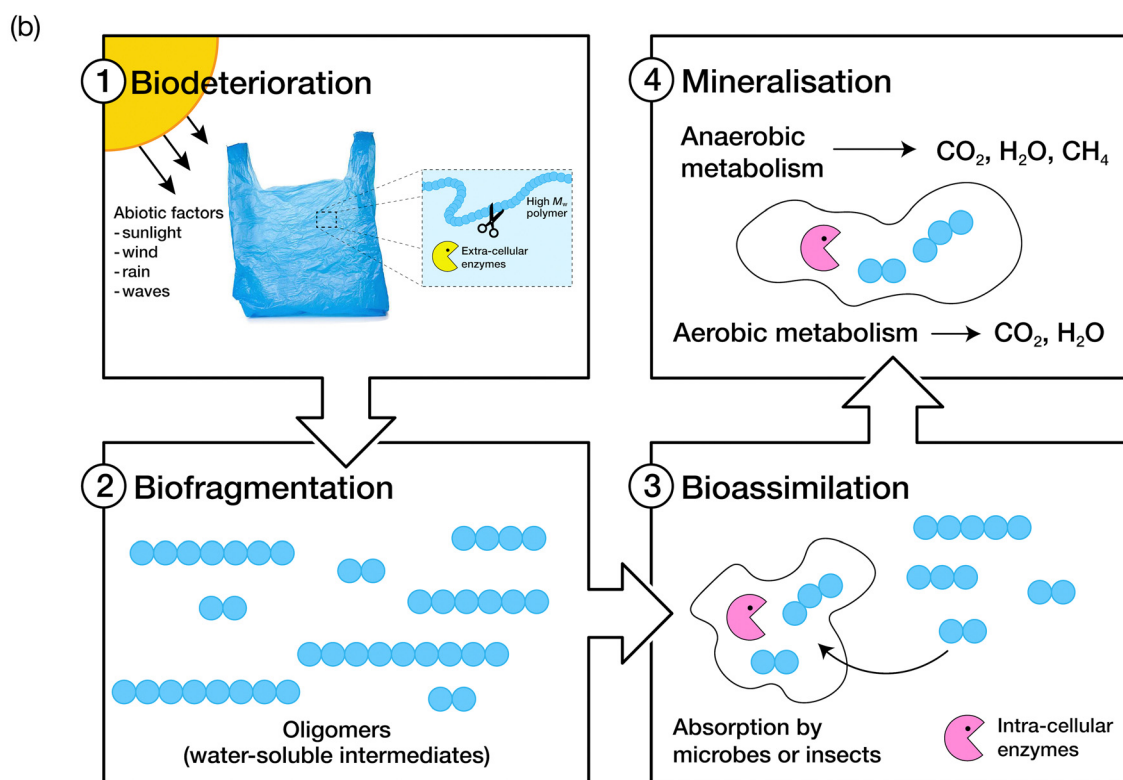 (b)
1 Biodeterioration
Abiotic factors
- sunlight
- wind
- rain
- waves
High Mw
polymer
Extra-cellular
enzymes
2 Biofragmentation
Oligomers
(water-soluble intermediates)
3 Bioassimilation
Absorption by
microbes or insects
Intra-cellular
enzymes
4 Mineralisation
Anaerobic
metabolism
CO₂, H₂O, CH₄
Aerobic metabolism
CO₂, H₂O